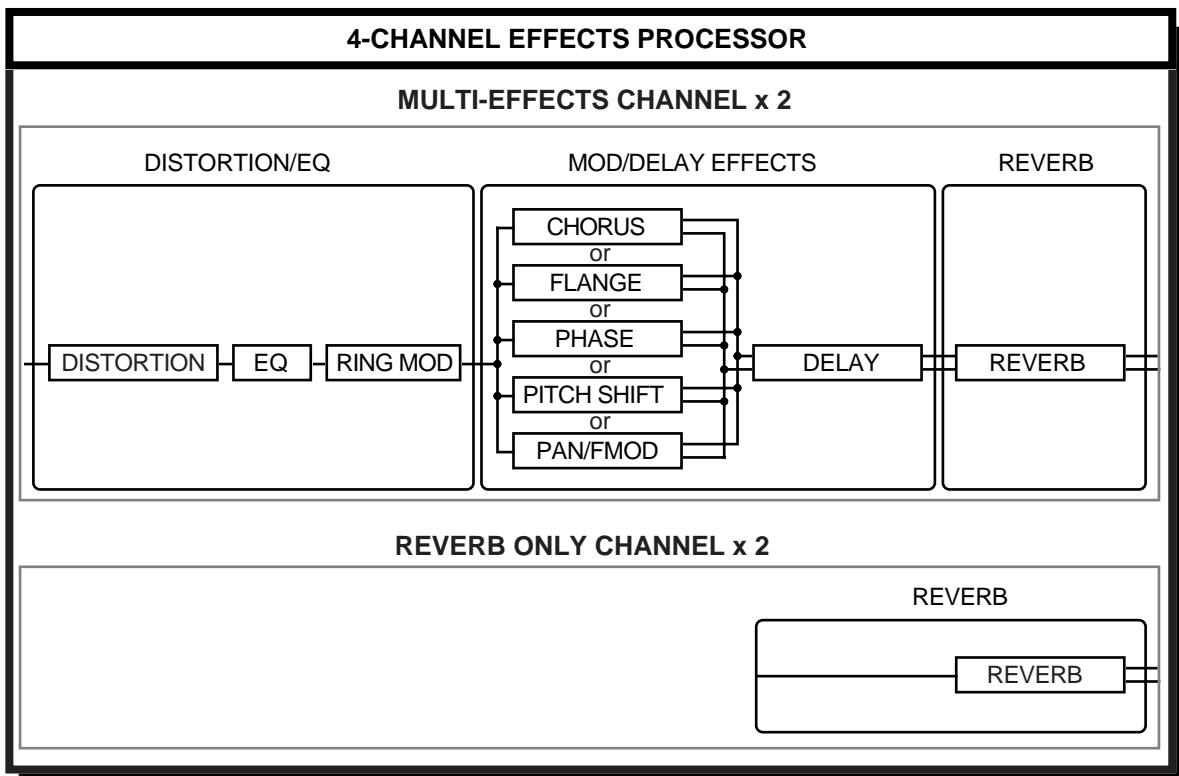 4-CHANNEL EFFECTS PROCESSOR
MULTI-EFFECTS CHANNEL x 2
DISTORTION/EQ
MOD/DELAY EFFECTS
REVERB
CHORUS
or
FLANGE
or
PHASE
DISTORTION
EQ
RING MOD
or
DELAY
REVERB
PITCH SHIFT
or
PAN/FMOD
REVERB ONLY CHANNEL x 2
REVERB
REVERB